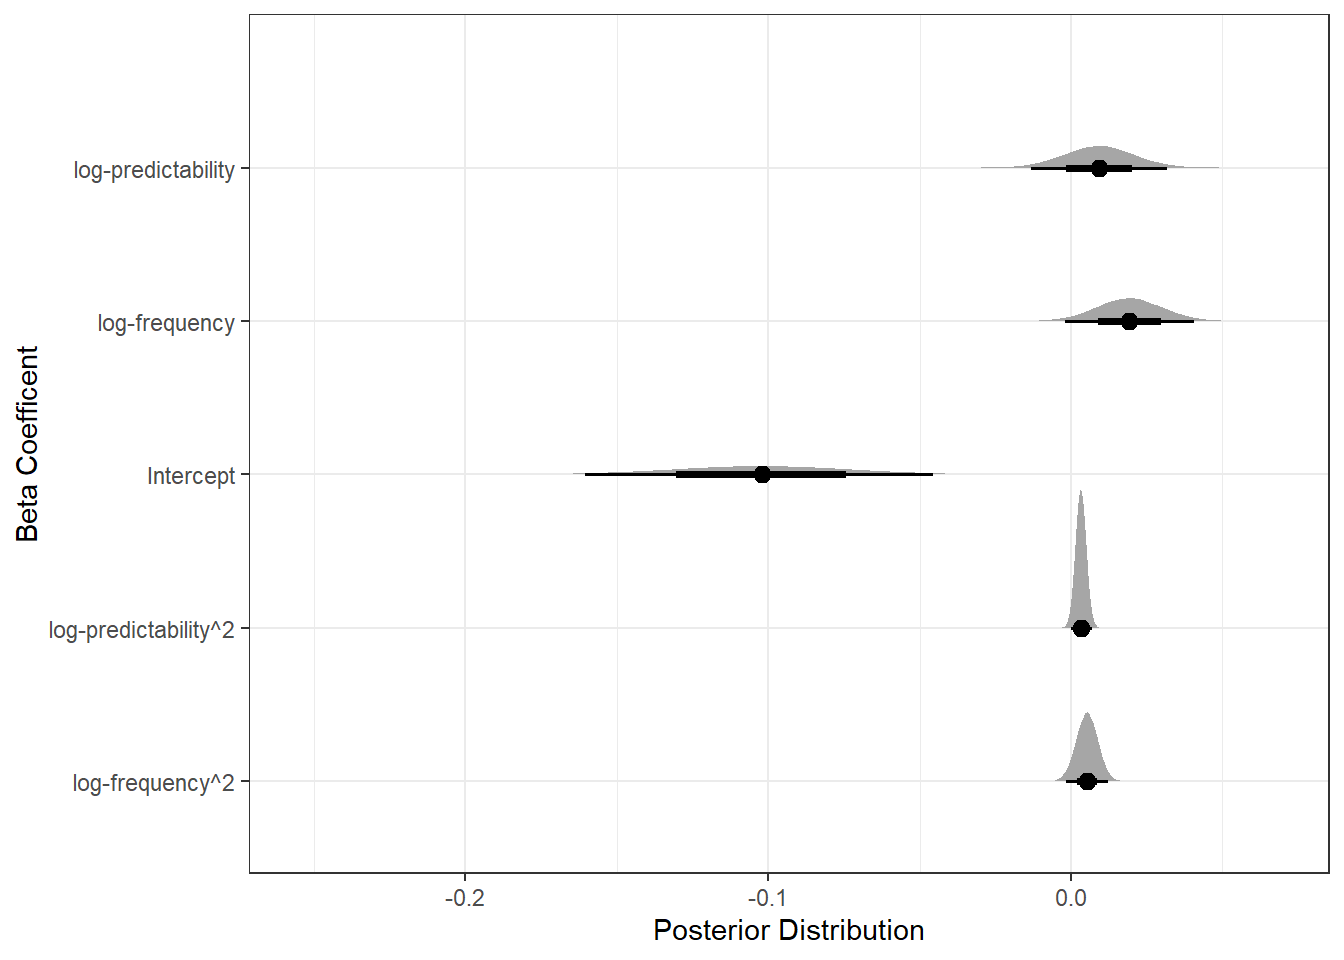 log-predictability
log-frequency
Intercept
log-predictability^2
log-frequency^2
Beta Coefficent
-0.2
-0.1
0.0
Posterior Distribution